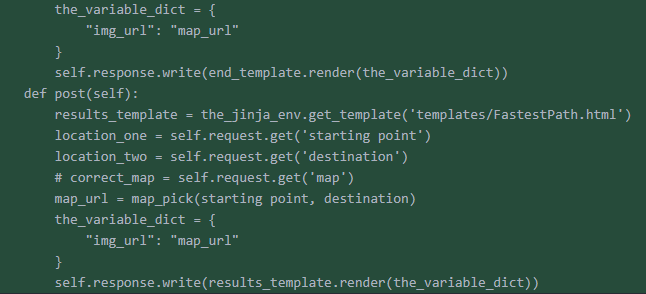 the_variable_dict = {
"img_url": "map_url"
}
self.response.write(end_template.render(the_variable_dict))
def post(self):
results_template = the_jinja_env.get_template('templates/FastestPath.html')
location_one = self.request.get('starting point')
location_two = self.request.get('destination')
# correct_map = self.request.get('map')
map_url = map_pick(starting point, destination)
the_variable_dict = {
"img_url": "map_url"
}
self.response.write(results_template.render(the_variable_dict))